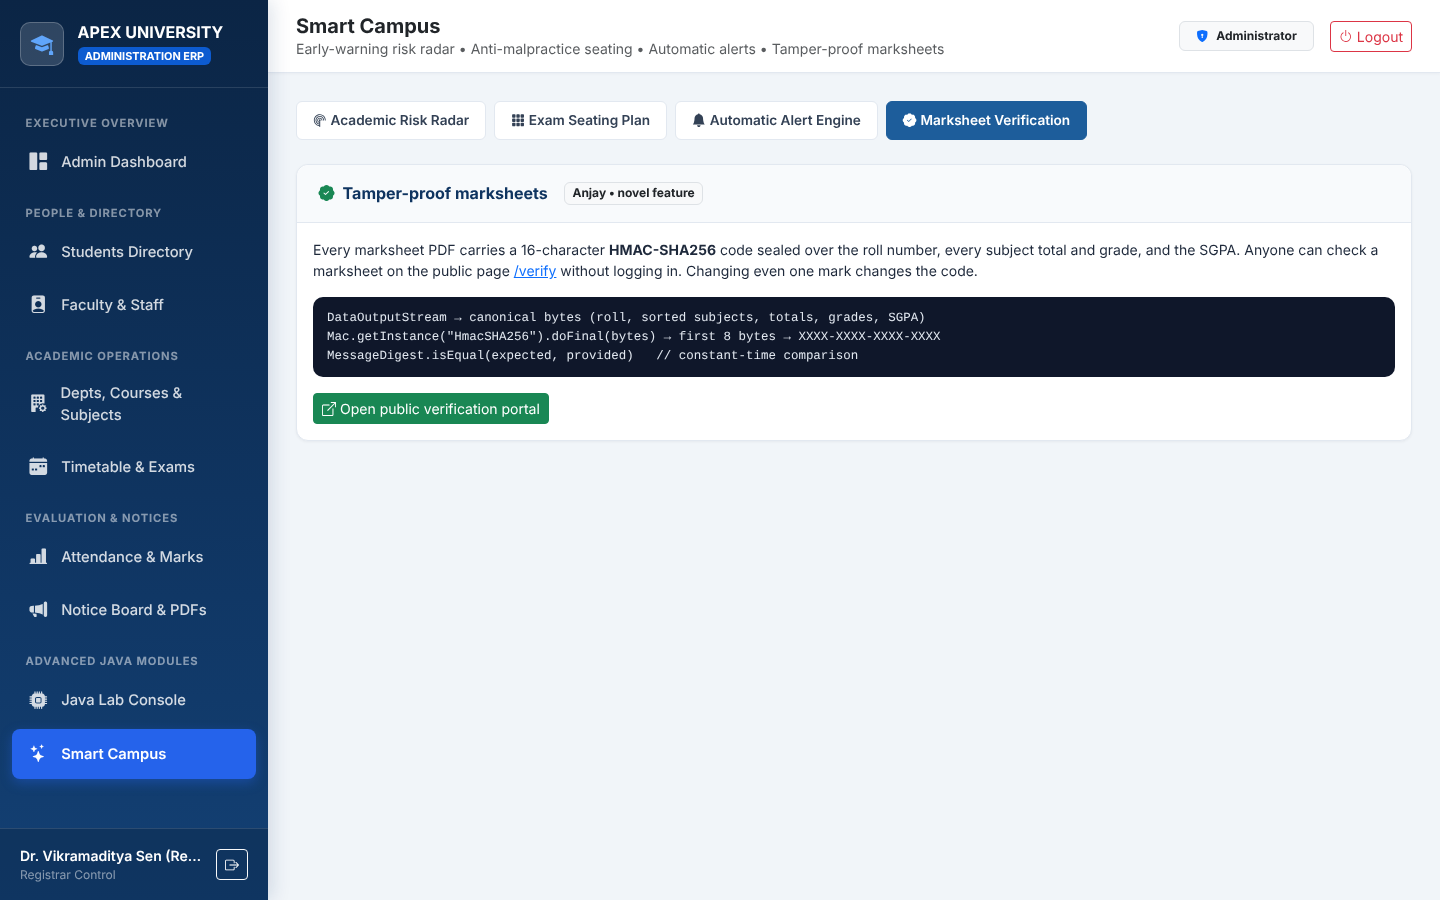 APEX UNIVERSITY
ADMINISTRATION ERP
EXECUTIVE OVERVIEW
Admin Dashboard
PEOPLE & DIRECTORY
Students Directory
Faculty & Staff
ACADEMIC OPERATIONS
Depts, Courses &
Subjects
Timetable & Exams
EVALUATION & NOTICES
Attendance & Marks
Notice Board & PDFs
ADVANCED JAVA MODULES
Java Lab Console
Smart Campus
Dr. Vikramaditya Sen (Re...
Registrar Control
Smart Campus
Early-warning risk radar • Anti-malpractice seating • Automatic alerts • Tamper-proof marksheets
Administrator
Logout
Academic Risk Radar
Exam Seating Plan
Automatic Alert Engine
Marksheet Verification
Tamper-proof marksheets
Anjay • novel feature
Every marksheet PDF carries a 16-character HMAC-SHA256 code sealed over the roll number, every subject total and grade, and the SGPA. Anyone can check a
marksheet on the public page /verify without logging in. Changing even one mark changes the code.
DataOutputStream → canonical bytes (roll, sorted subjects, totals, grades, SGPA)
Mac.getInstance("HmacSHA256").doFinal(bytes) → first 8 bytes → XXXX-XXXX-XXXX-XXXX
MessageDigest.isEqual(expected, provided)   // constant-time comparison
Open public verification portal